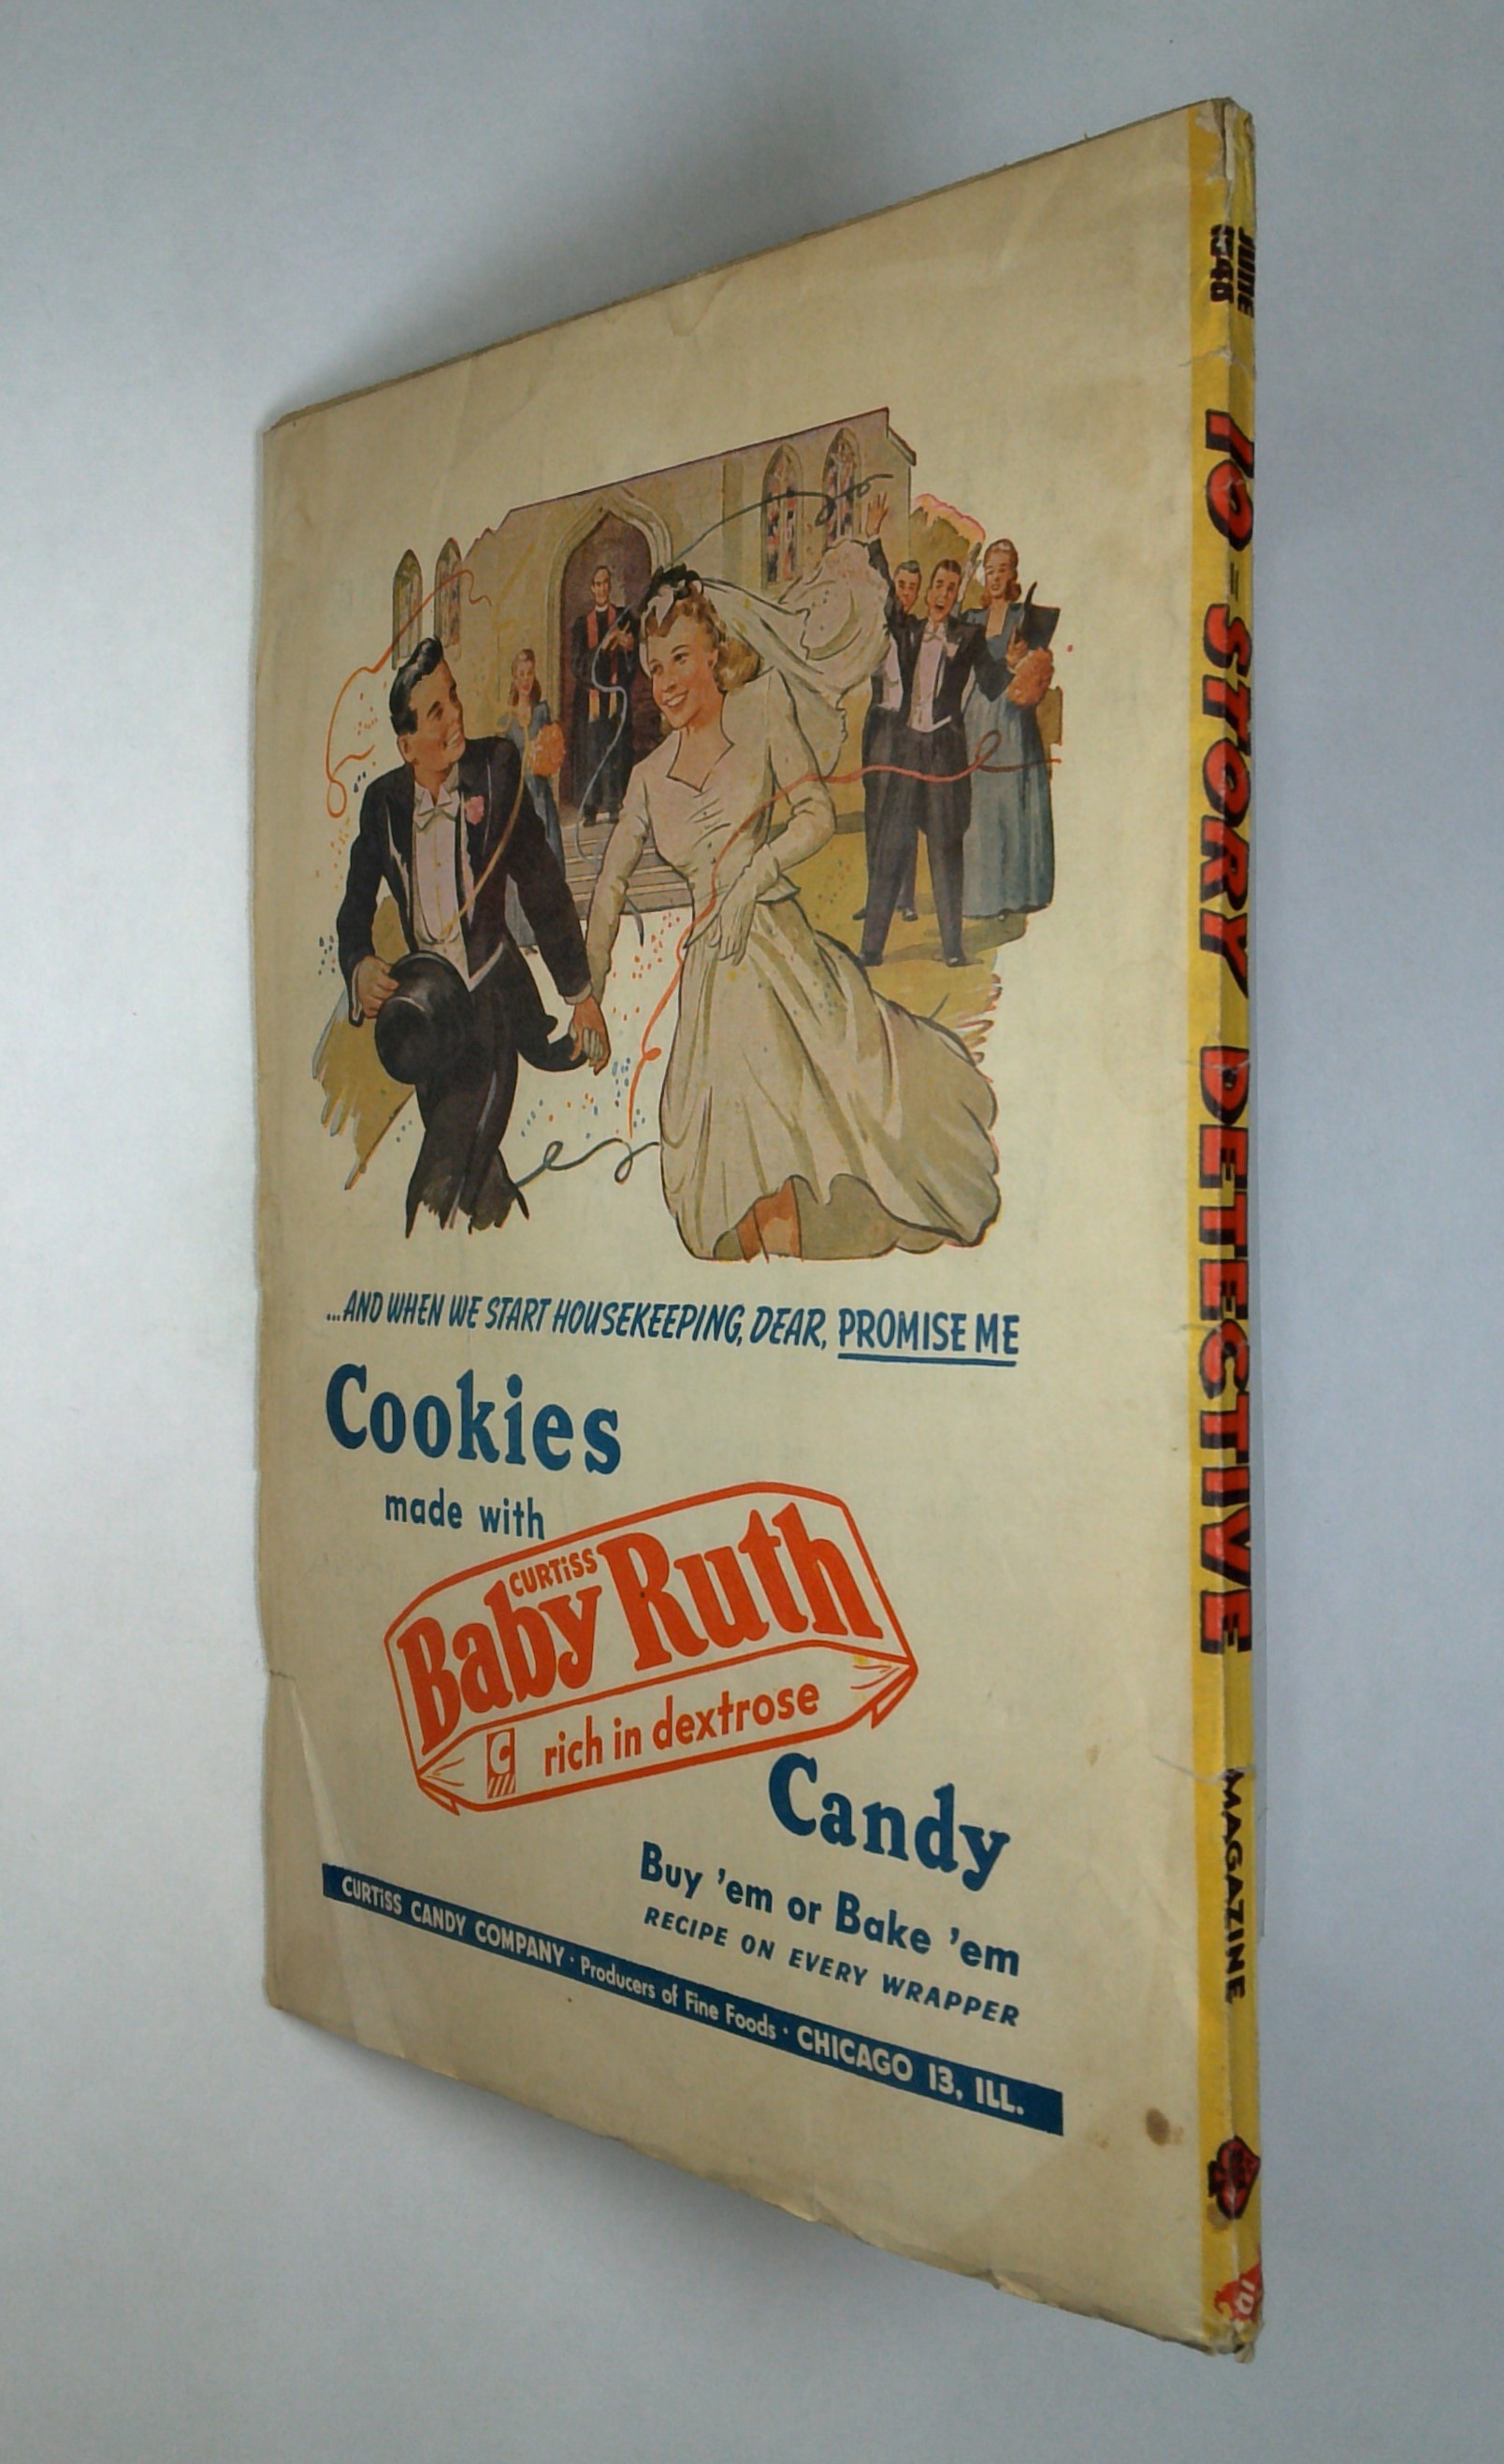 ...AND WHEN WE START HOUSEKEEPING, DEAR, PROMISE ME
Cookies
made with
CURTiSS
Baby Ruth
C rich in dextrose
Candy
Buy 'em or Bake 'em
RECIPE ON EVERY WRAPPER
CURTiSS CANDY COMPANY · Producers of Fine Foods · CHICAGO 13, ILL.
JUNE
10-STORY DETECTIVE MAGAZINE